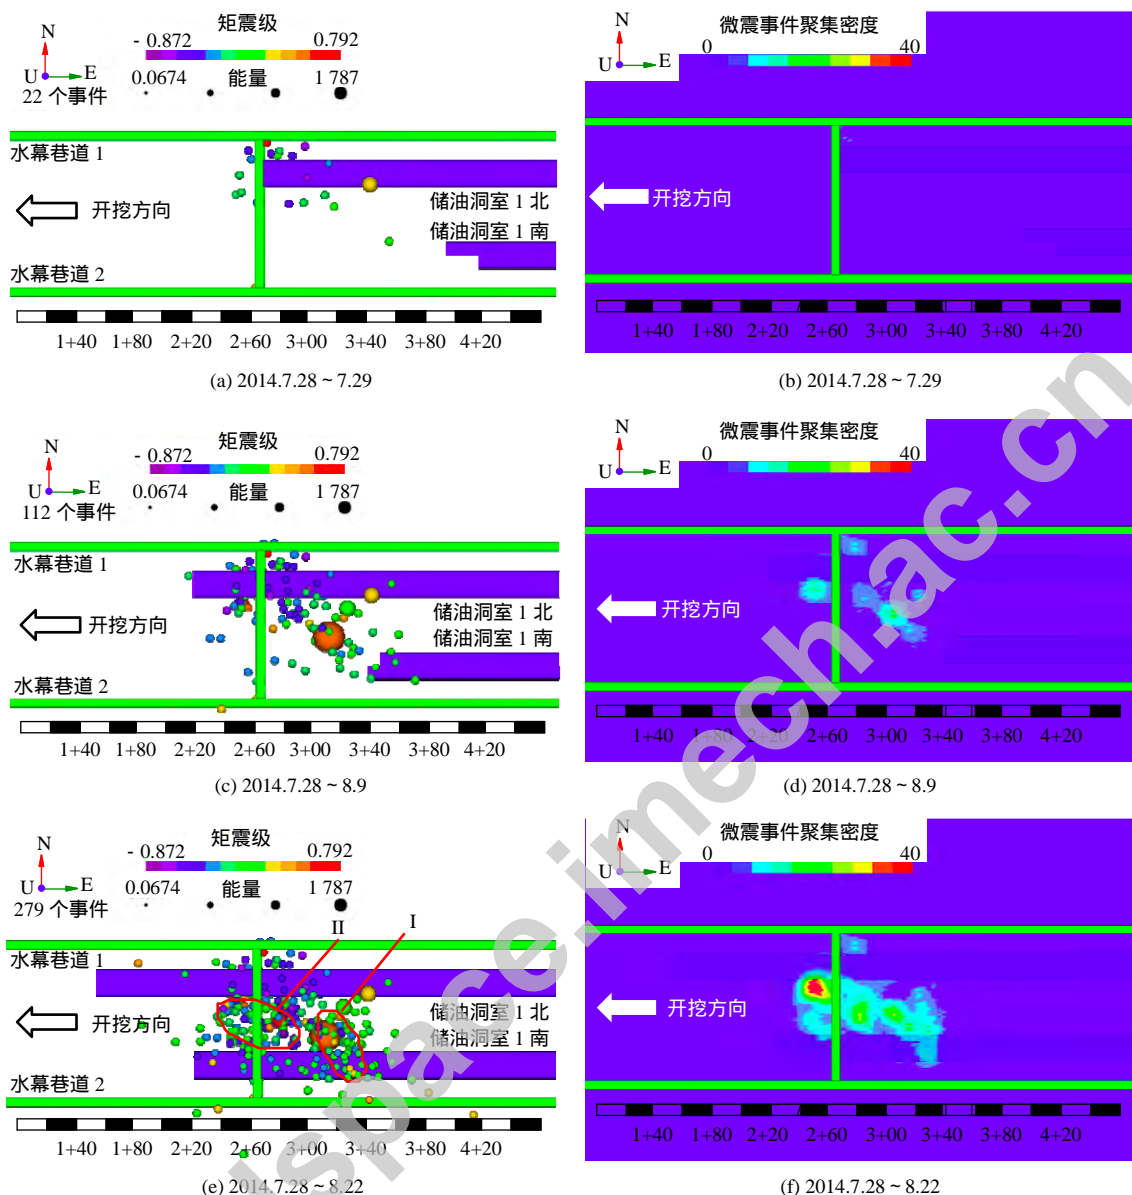 N
U
E
22 个事件
矩震级
- 0.872
0.792
0.0674
能量
1 787
水幕巷道 1
开挖方向
储油洞室 1 北
储油洞室 1 南
水幕巷道 2
1+40 1+80 2+20 2+60 3+00 3+40 3+80 4+20
(a) 2014.7.28 ~ 7.29
N
U
E
微震事件聚集密度
0
40
开挖方向
1+40 1+80 2+20 2+60 3+00 3+40 3+80 4+20
(b) 2014.7.28 ~ 7.29
N
U
E
112 个事件
矩震级
- 0.872
0.792
0.0674
能量
1 787
水幕巷道 1
开挖方向
储油洞室 1 北
储油洞室 1 南
水幕巷道 2
1+40 1+80 2+20 2+60 3+00 3+40 3+80 4+20
(c) 2014.7.28 ~ 8.9
N
U
E
微震事件聚集密度
0
40
开挖方向
1+40 1+80 2+20 2+60 3+00 3+40 3+80 4+20
(d) 2014.7.28 ~ 8.9
N
U
E
279 个事件
矩震级
- 0.872
0.792
0.0674
能量
1 787
II
I
水幕巷道 1
开挖方向
储油洞室 1 北
储油洞室 1 南
水幕巷道 2
1+40 1+80 2+20 2+60 3+00 3+40 3+80 4+20
(e) 2014.7.28 ~ 8.22
N
U
E
微震事件聚集密度
0
40
开挖方向
1+40 1+80 2+20 2+60 3+00 3+40 3+80 4+20
(f) 2014.7.28 ~ 8.22
dspace.imech.ac.cn